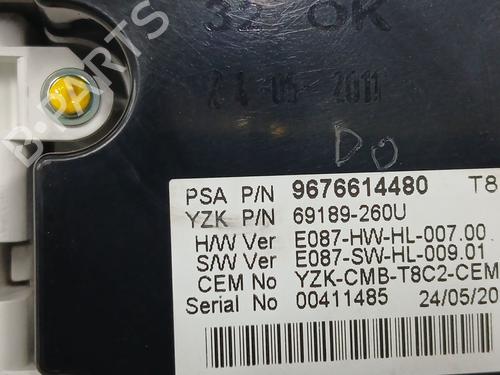 32 OK
24 05 2011
DO
B-PARTS
PSA P/N 9676614480 T8
YZK P/N 69189-260U
H/W Ver E087-HW-HL-007.00
S/W Ver E087-SW-HL-009.01
CEM No YZK-CMB-T8C2-CEM
Serial No 00411485 24/05/20